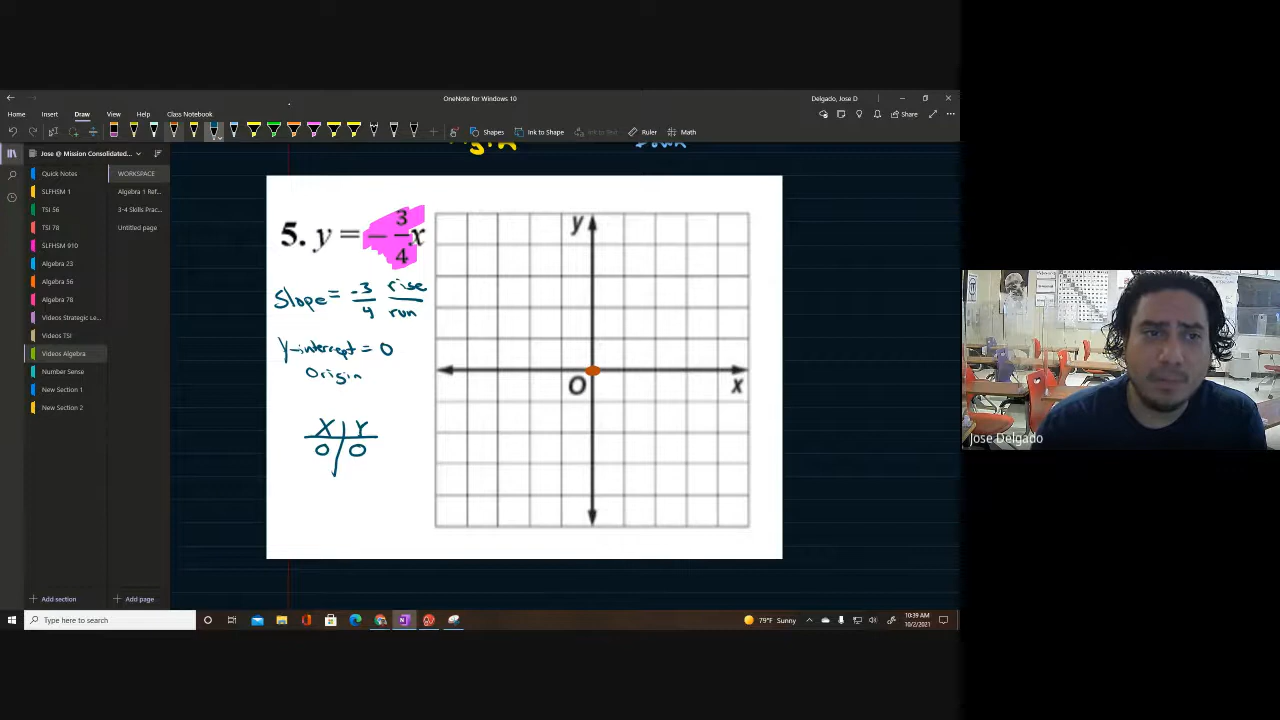 OneNote for Windows 10
Delgado, Jose D
Home Insert Draw View Help Class Notebook
Share
Shapes Ink to Shape Ruler Math
Jose @ Mission Consolidated...
Quick Notes
SLFHSM 1
TSI 56
TSI 78
SLFHSM 910
Algebra 23
Algebra 56
Algebra 78
Videos Strategic Le...
Videos TSI
Videos Algebra
Number Sense
New Section 1
New Section 2
Add section
WORKSPACE
Algebra 1 Ref...
3-4 Skills Prac...
Untitled page
Add page
5. y = - 3/4 x
Slope = -3/4 rise/run
Y-intercept = 0
Origin
X Y
0 0
y
O
x
Jose Delgado
Type here to search
79°F Sunny
10:39 AM
10/2/2021